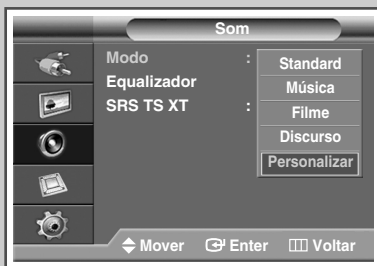 Som
Modo : Standard
Equalizador Música
SRS TS XT : Filme
Discurso
Personalizar
Mover Enter Voltar